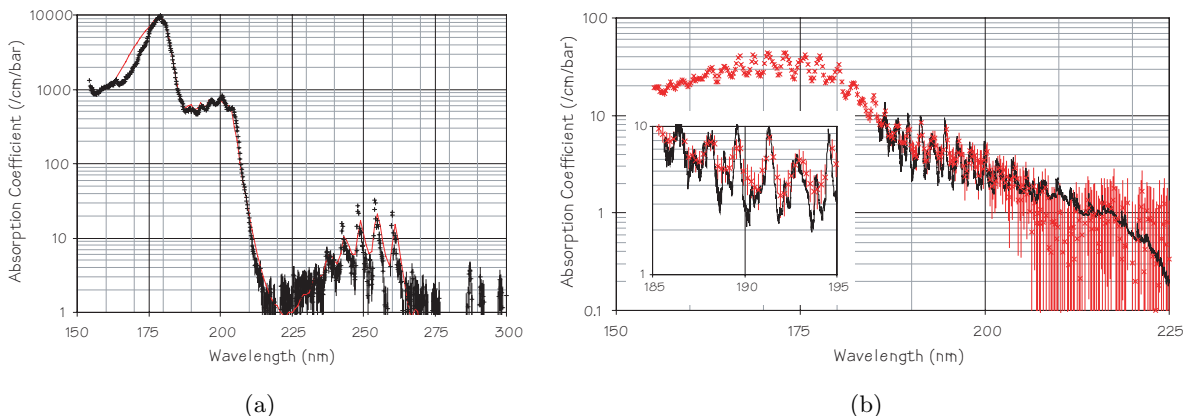 10000
1000
100
10
1
Absorption Coefficient (/cm/bar)
150 175 200 225 250 275 300
Wavelength (nm)
(a)
100
10
1
0.1
Absorption Coefficient (/cm/bar)
10
1
185 190 195
150 175 200 225
Wavelength (nm)
(b)